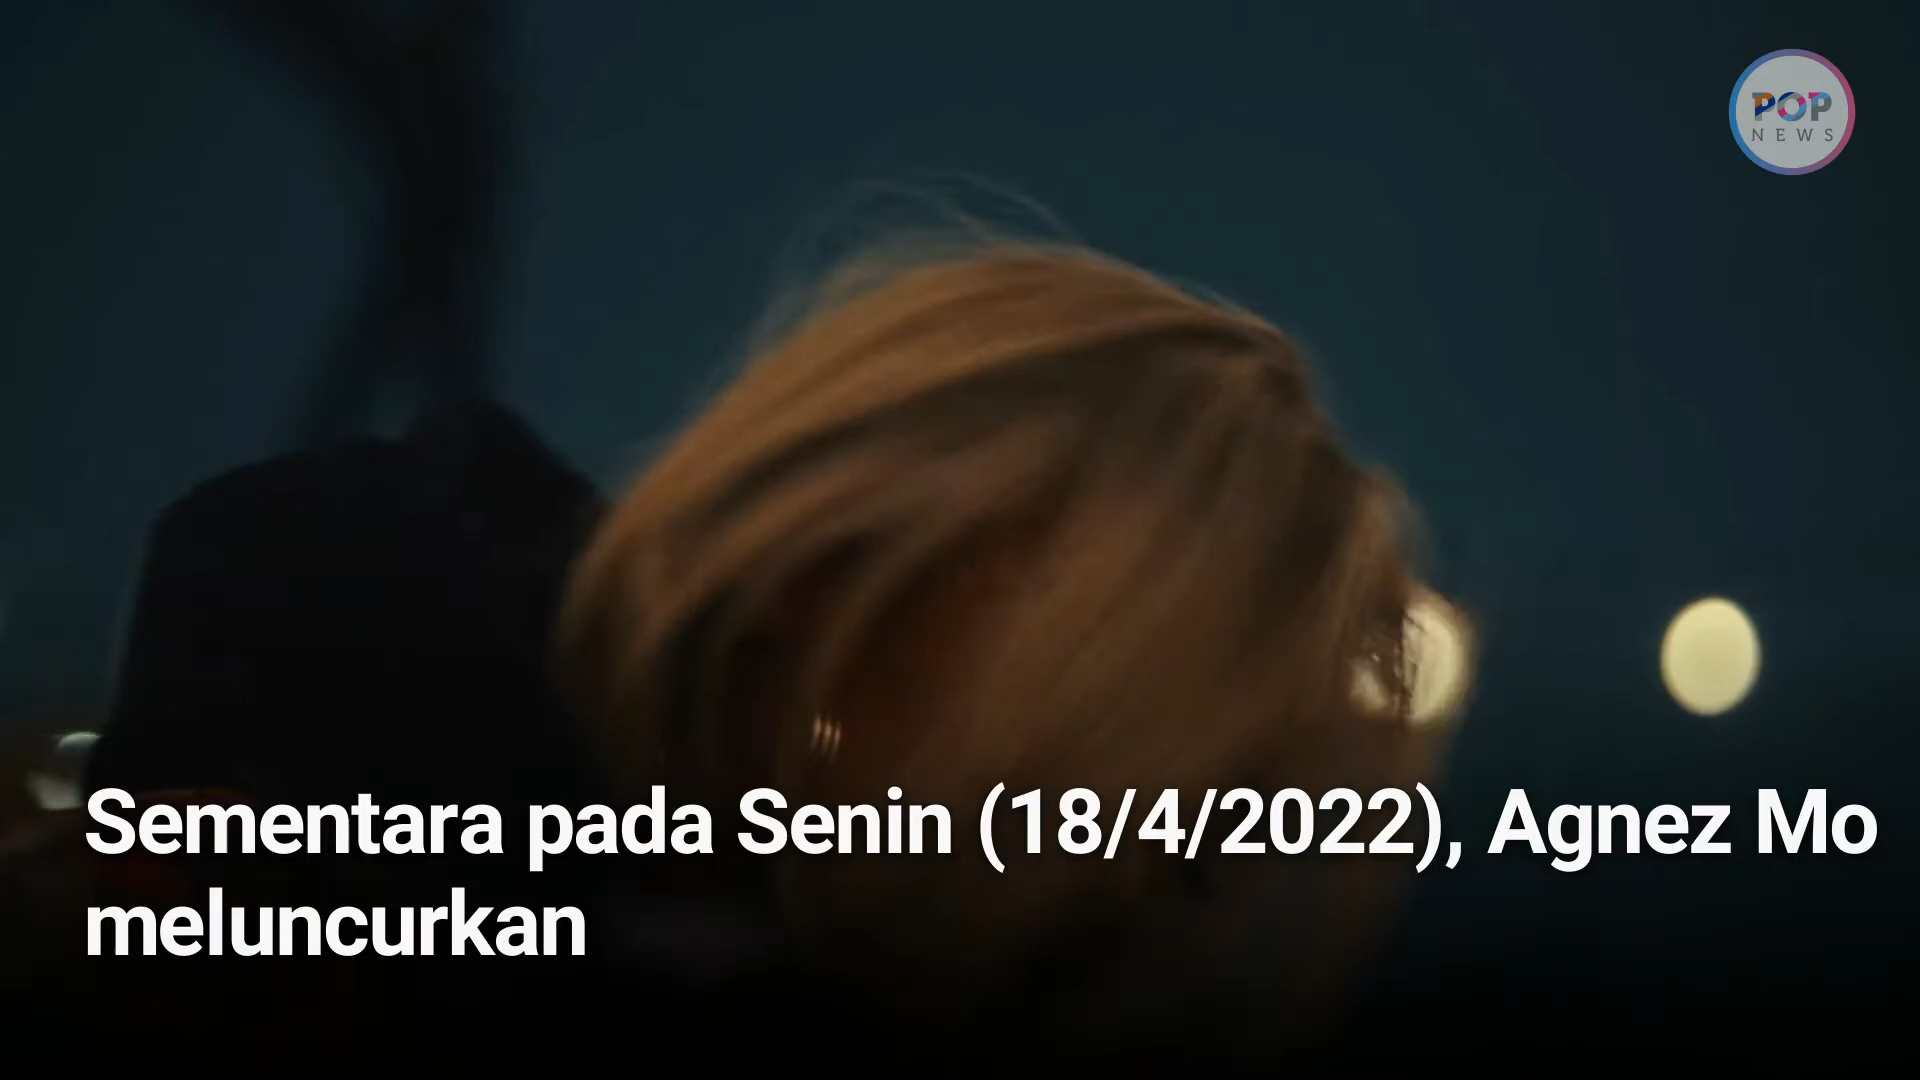 POP
NEWS
Sementara pada Senin (18/4/2022), Agnez Mo
meluncurkan